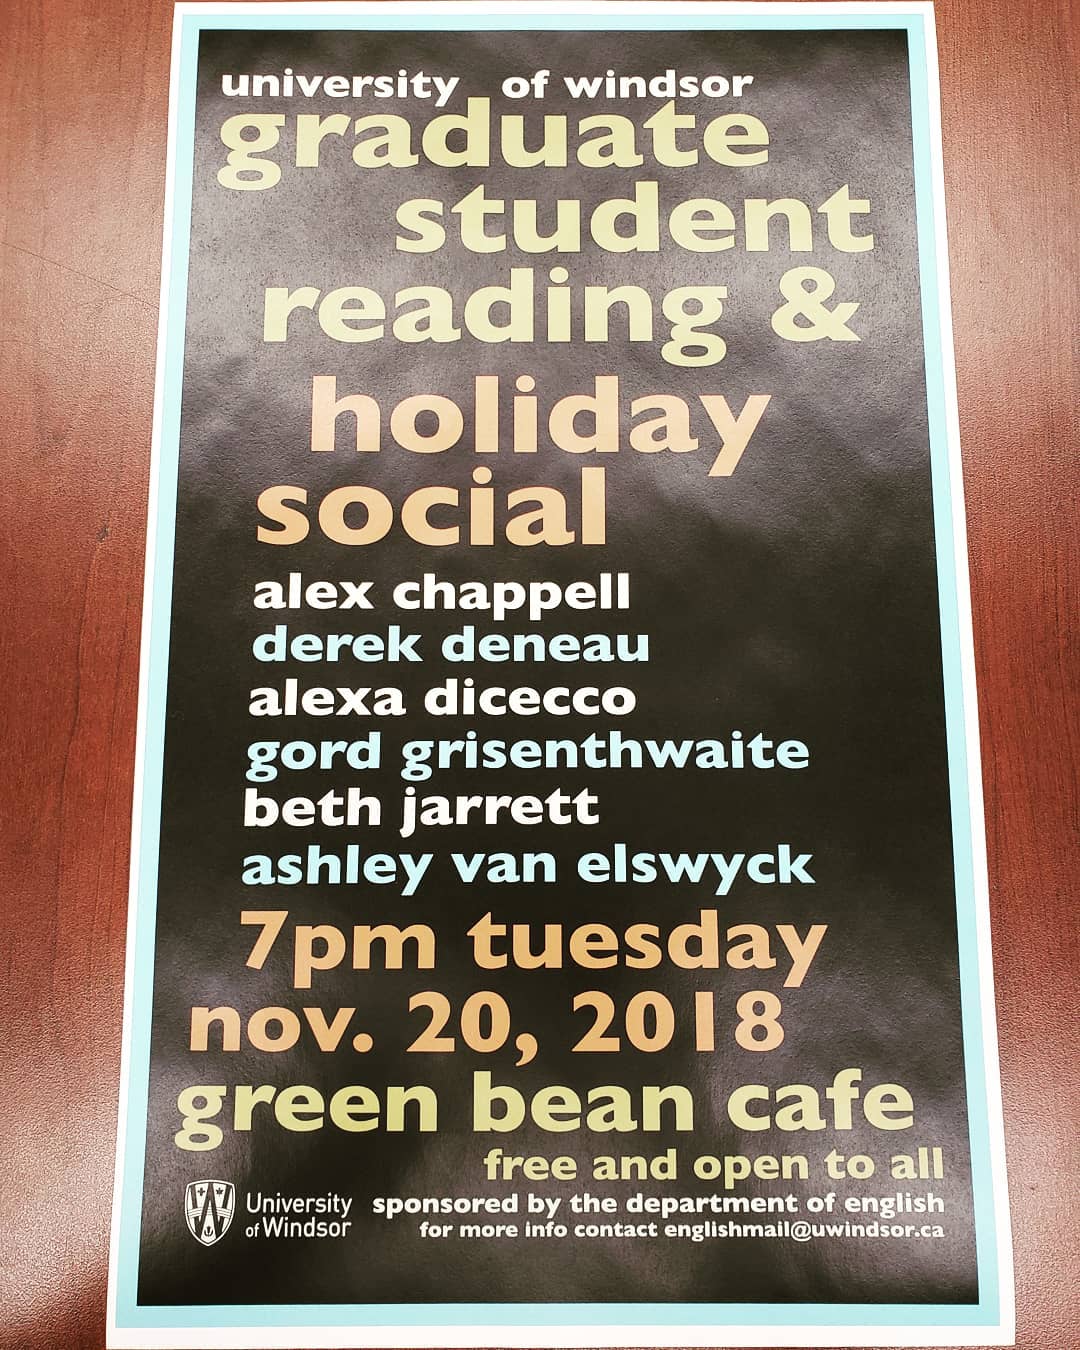 university of windsor
graduate
student
reading &
holiday
social
alex chappell
derek deneau
alexa dicecco
gord grisenthwaite
beth jarrett
ashley van elswyck
7pm tuesday
nov. 20, 2018
green bean cafe
free and open to all
University
of Windsor
sponsored by the department of english
for more info contact englishmail@uwindsor.ca